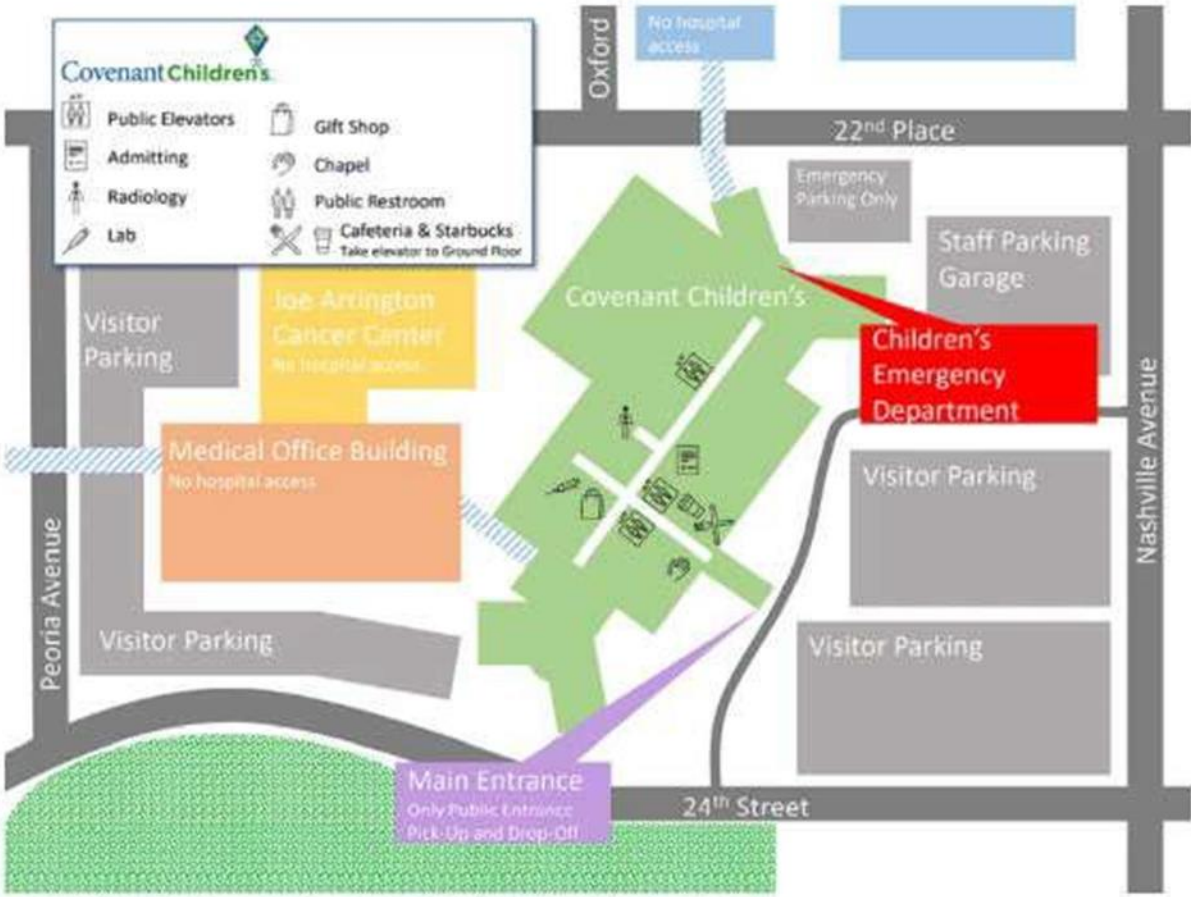 Covenant Children's
Public Elevators
Admitting
Radiology
Lab
Gift Shop
Chapel
Public Restroom
Cafeteria & Starbucks
Take elevator to Ground Floor
Oxford
No hospital
access
22nd Place
Emergency
Parking Only
Staff Parking
Garage
Covenant Children's
Joe Arrington
Cancer Center
No hospital access
Visitor
Parking
Children's
Emergency
Department
Medical Office Building
No hospital access
Visitor Parking
Nashville Avenue
Peoria Avenue
Visitor Parking
Visitor Parking
Main Entrance
Only Public Entrance
Pick-Up and Drop-Off
24th Street